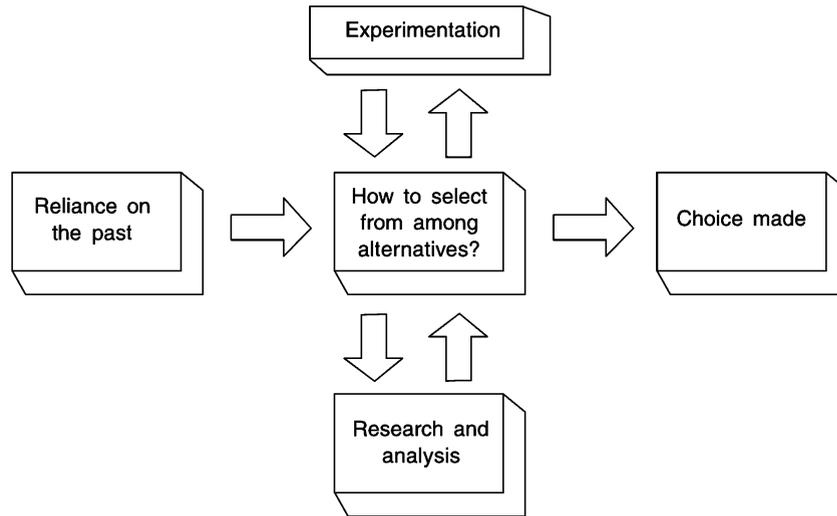 Experimentation
Reliance on
the past
How to select
from among
alternatives?
Choice made
Research and
analysis